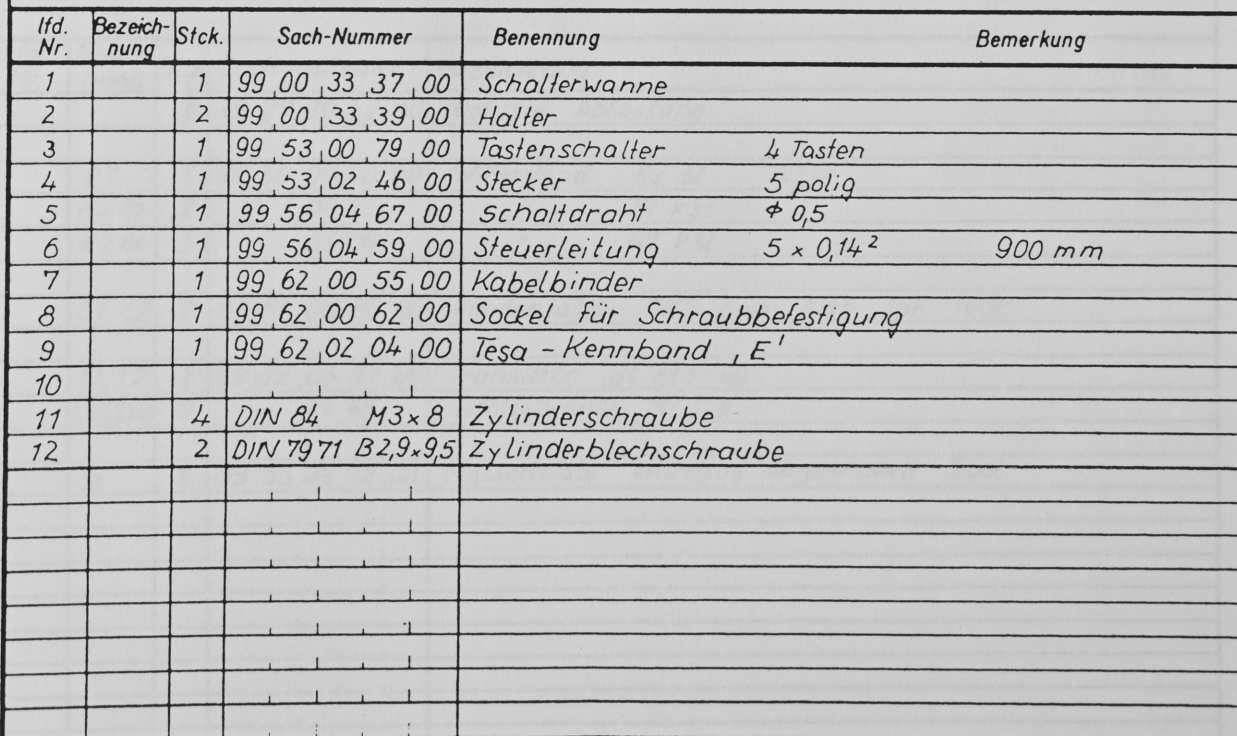 lfd. Nr. Bezeich-nung Stck. Sach-Nummer Benennung Bemerkung
1 1 99 00 33 37 00 Schalterwanne
2 2 99 00 33 39 00 Halter
3 1 99 53 00 79 00 Tastenschalter 4 Tasten
4 1 99 53 02 46 00 Stecker 5 polig
5 1 99 56 04 67 00 Schaltdraht ϕ 0,5
6 1 99 56 04 59 00 Steuerleitung 5 × 0,14² 900 mm
7 1 99 62 00 55 00 Kabelbinder
8 1 99 62 00 62 00 Sockel für Schraubbefestigung
9 1 99 62 02 04 00 Tesa - Kennband ‚E'
10
11 4 DIN 84 M3×8 Zylinderschraube
12 2 DIN 7971 B2,9×9,5 Zylinderblechschraube